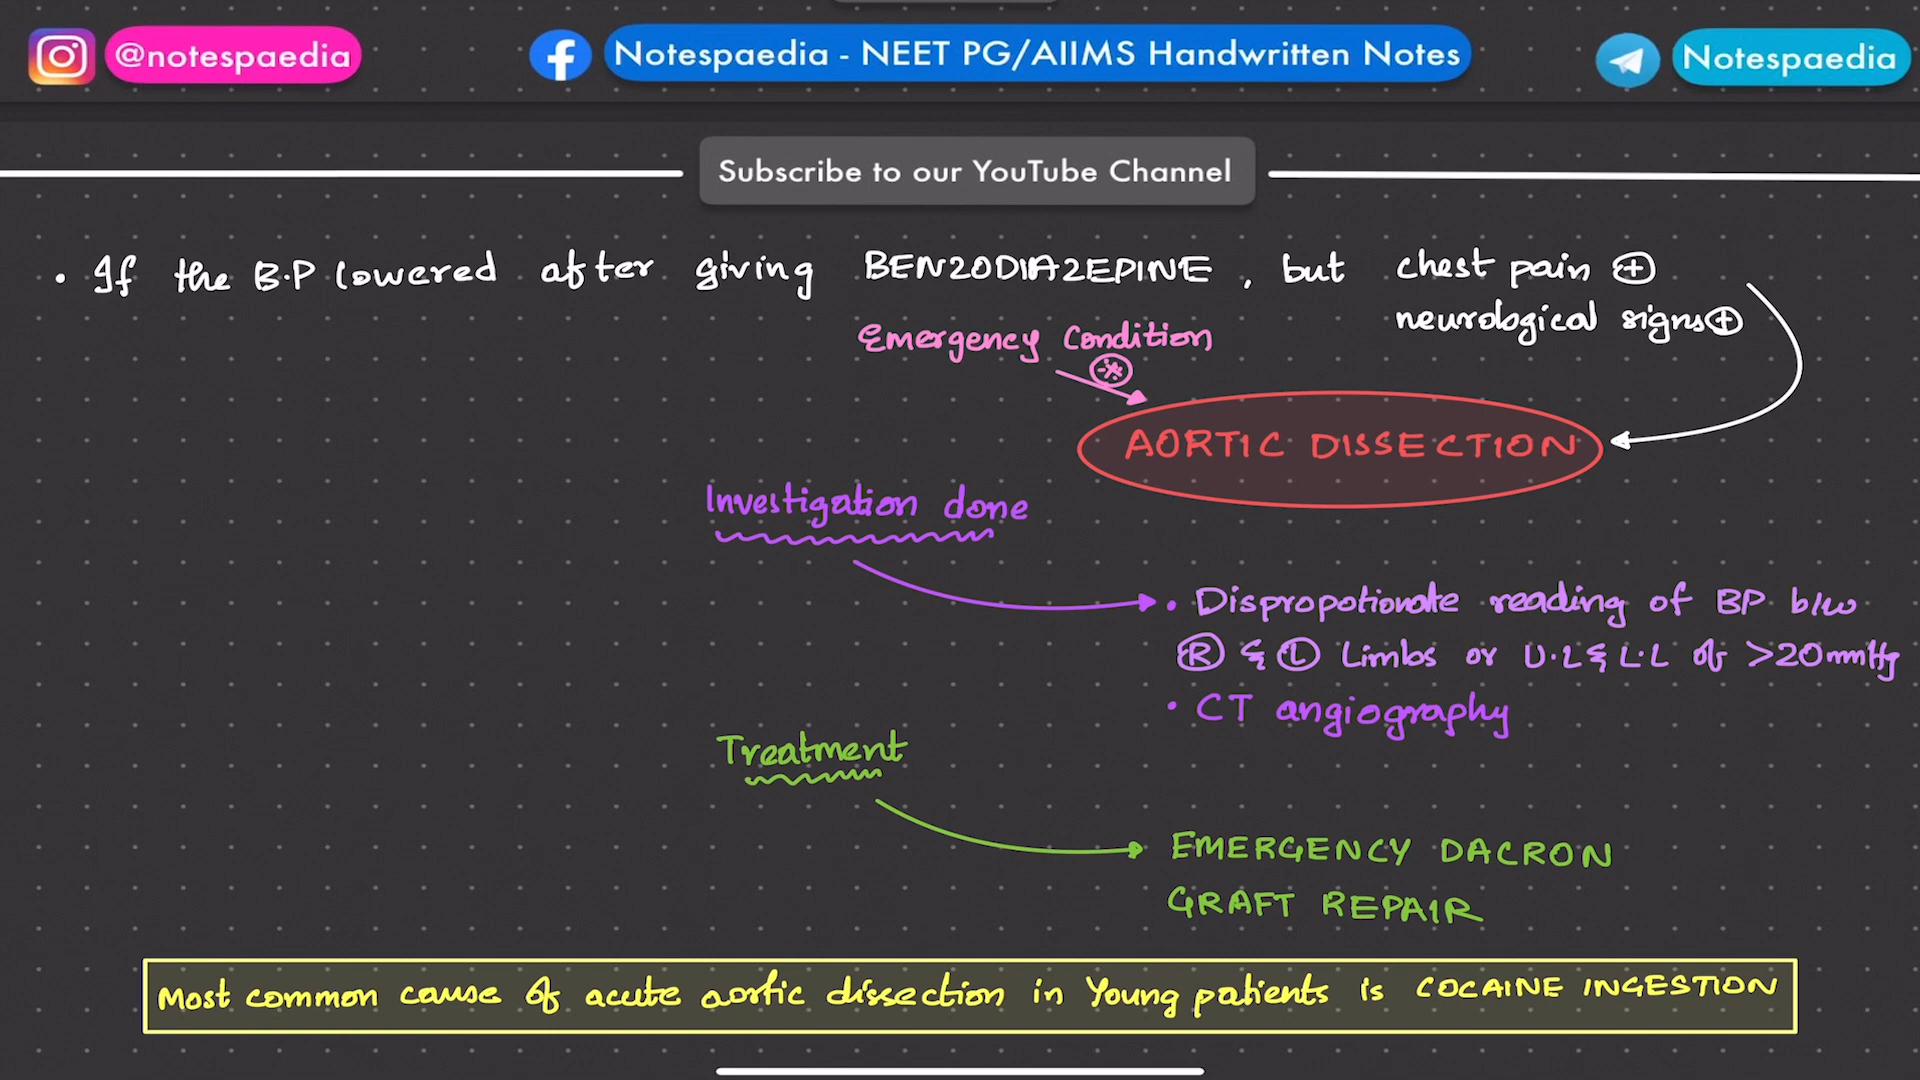 @notespaedia
Notespaedia - NEET PG/AIIMS Handwritten Notes
Notespaedia
Subscribe to our YouTube Channel
• If the B.P lowered after giving BENZODIAZEPINE, but chest pain ⊕
neurological signs ⊕
Emergency Condition
AORTIC DISSECTION
Investigation done
• Dispropotionate reading of BP b/w
Ⓡ & Ⓛ Limbs or U.L & L.L of >20mmHg
• CT angiography
Treatment
EMERGENCY DACRON
GRAFT REPAIR
Most common cause of acute aortic dissection in Young patients is COCAINE INGESTION